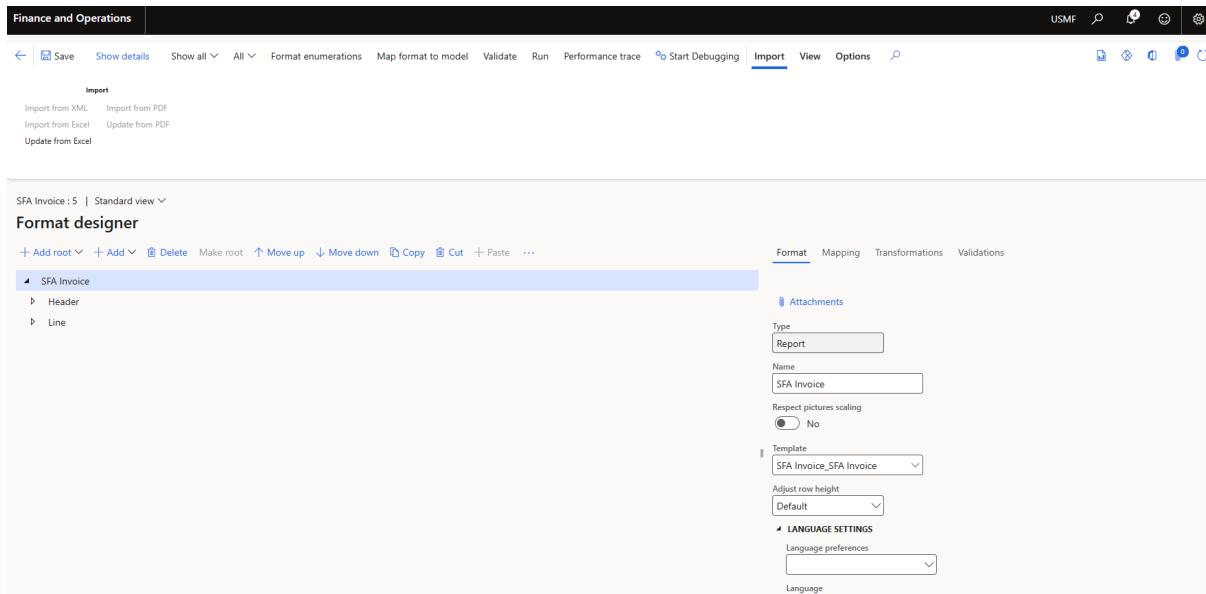 Finance and Operations USMF 4
Save Show details Show all All Format enumerations Map format to model Validate Run Performance trace Start Debugging Import View Options 0
Import
Import from XML Import from PDF
Import from Excel Update from PDF
Update from Excel
SFA Invoice : 5 | Standard view
Format designer
+ Add root + Add Delete Make root Move up Move down Copy Cut + Paste ...
Format Mapping Transformations Validations
SFA Invoice
Header
Line
Attachments
Type
Report
Name
SFA Invoice
Respect pictures scaling
No
Template
SFA Invoice_SFA Invoice
Adjust row height
Default
LANGUAGE SETTINGS
Language preferences
Language